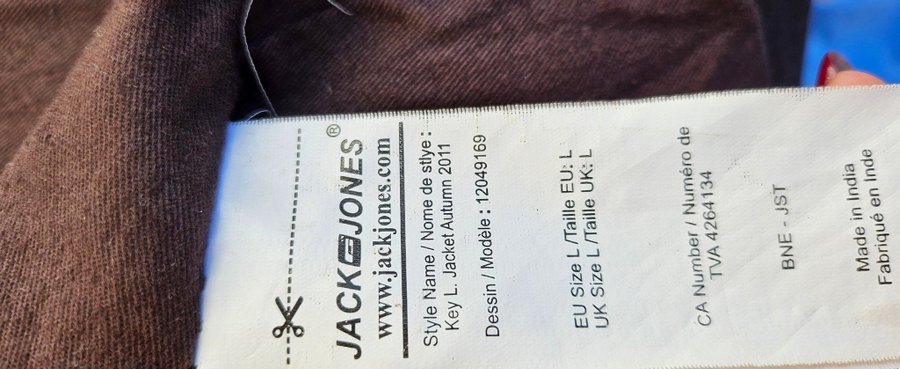 JACK JONES®
www.jackjones.com
Style Name / Nome de stlye :
Key L. Jacket Autumn 2011
Dessin / Modèle : 12049169
EU Size L /Taille EU: L
UK Size L /Taille UK: L
CA Number / Numéro de
TVA 4264134
BNE - JST
Made in India
Fabriqué en Inde